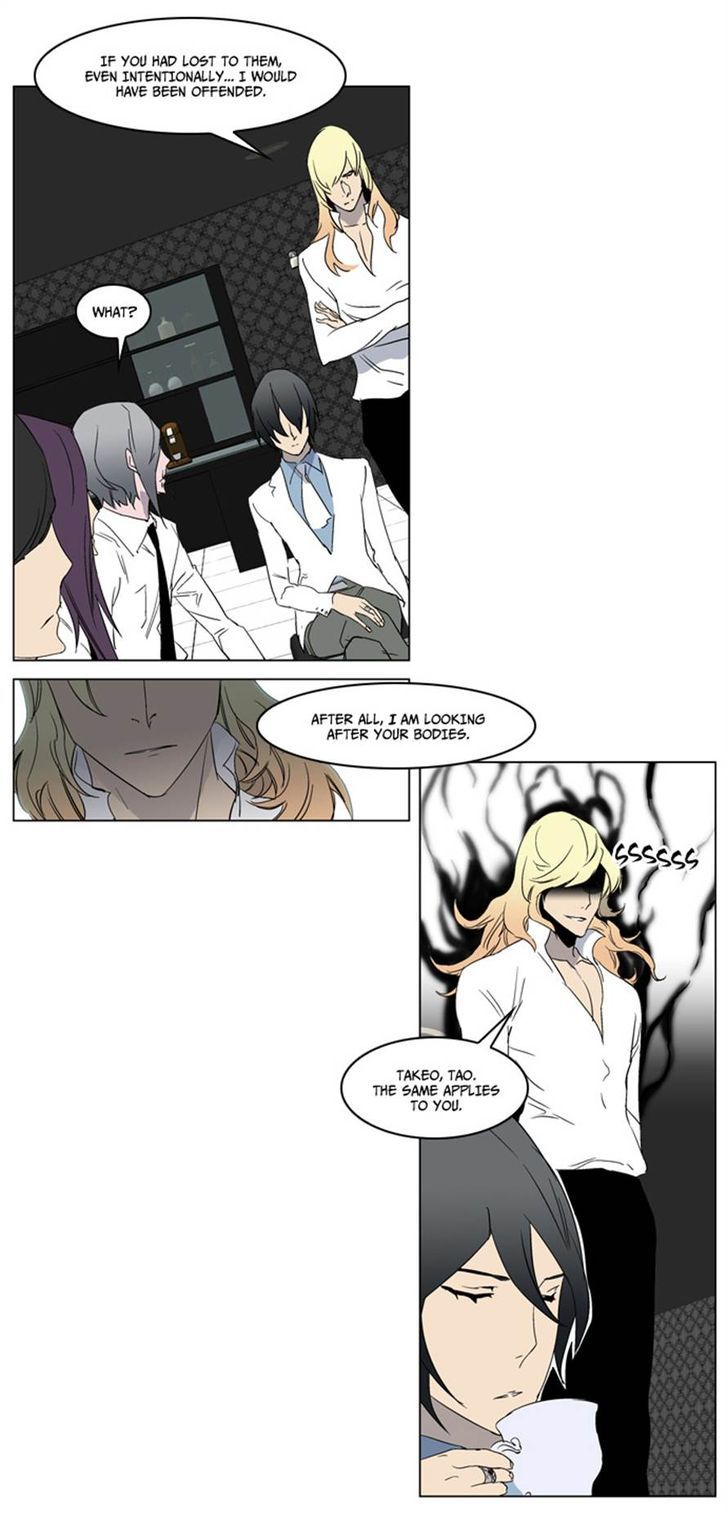 IF YOU HAD LOST TO THEM,
EVEN INTENTIONALLY... I WOULD
HAVE BEEN OFFENDED.
WHAT?
AFTER ALL, I AM LOOKING
AFTER YOUR BODIES.
SSSSSS
TAKEO, TAO.
THE SAME APPLIES
TO YOU.